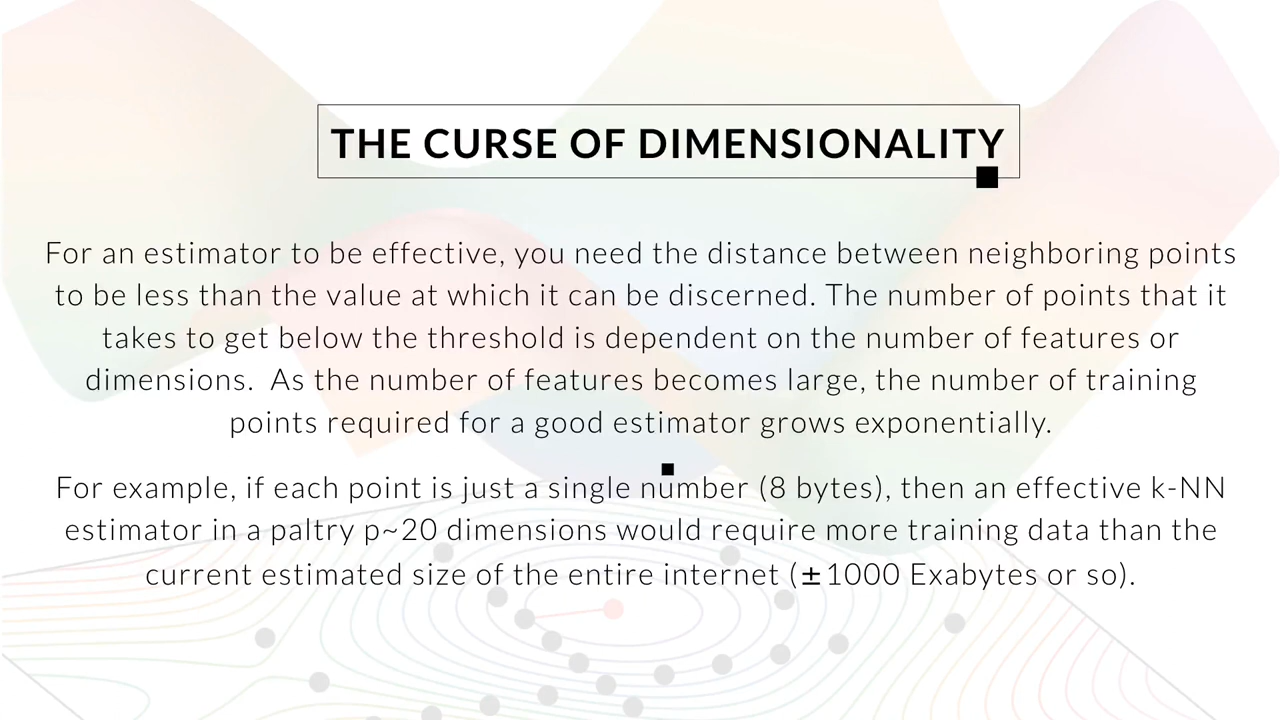 THE CURSE OF DIMENSIONALITY
For an estimator to be effective, you need the distance between neighboring points
to be less than the value at which it can be discerned. The number of points that it
takes to get below the threshold is dependent on the number of features or
dimensions.  As the number of features becomes large, the number of training
points required for a good estimator grows exponentially.
For example, if each point is just a single number (8 bytes), then an effective k-NN
estimator in a paltry p~20 dimensions would require more training data than the
current estimated size of the entire internet (±1000 Exabytes or so).